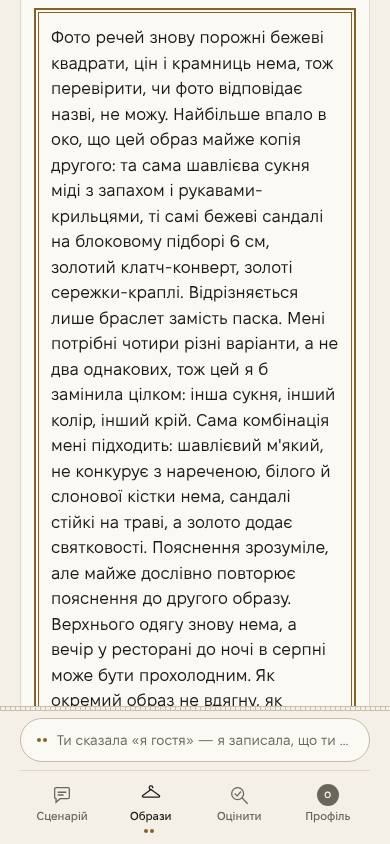 Фото речей знову порожні бежеві
квадрати, цін і крамниць нема, тож
перевірити, чи фото відповідає
назві, не можу. Найбільше впало в
око, що цей образ майже копія
другого: та сама шавлієва сукня
міді з запахом і рукавами-
крильцями, ті самі бежеві сандалі
на блоковому підборі 6 см,
золотий клатч-конверт, золоті
сережки-краплі. Відрізняється
лише браслет замість паска. Мені
потрібні чотири різні варіанти, а не
два однакових, тож цей я б
замінила цілком: інша сукня, інший
колір, інший крій. Сама комбінація
мені підходить: шавлієвий м'який,
не конкурує з нареченою, білого й
слонової кістки нема, сандалі
стійкі на траві, а золото додає
святковості. Пояснення зрозуміле,
але майже дослівно повторює
пояснення до другого образу.
Верхнього одягу знову нема, а
вечір у ресторані до ночі в серпні
може бути прохолодним. Як
окремий образ не вдягну, як
Ти сказала «я гостя» — я записала, що ти ...
Сценарій Образи Оцінити Профіль